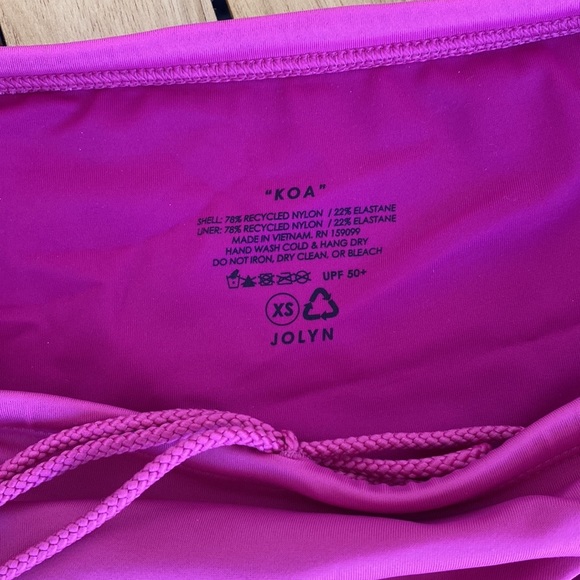 "KOA"
SHELL: 78% RECYCLED NYLON / 22% ELASTANE
LINER: 78% RECYCLED NYLON / 22% ELASTANE
MADE IN VIETNAM, RN 159099
HAND WASH COLD & HANG DRY
DO NOT IRON, DRY CLEAN, OR BLEACH
UPF 50+
XS
JOLYN